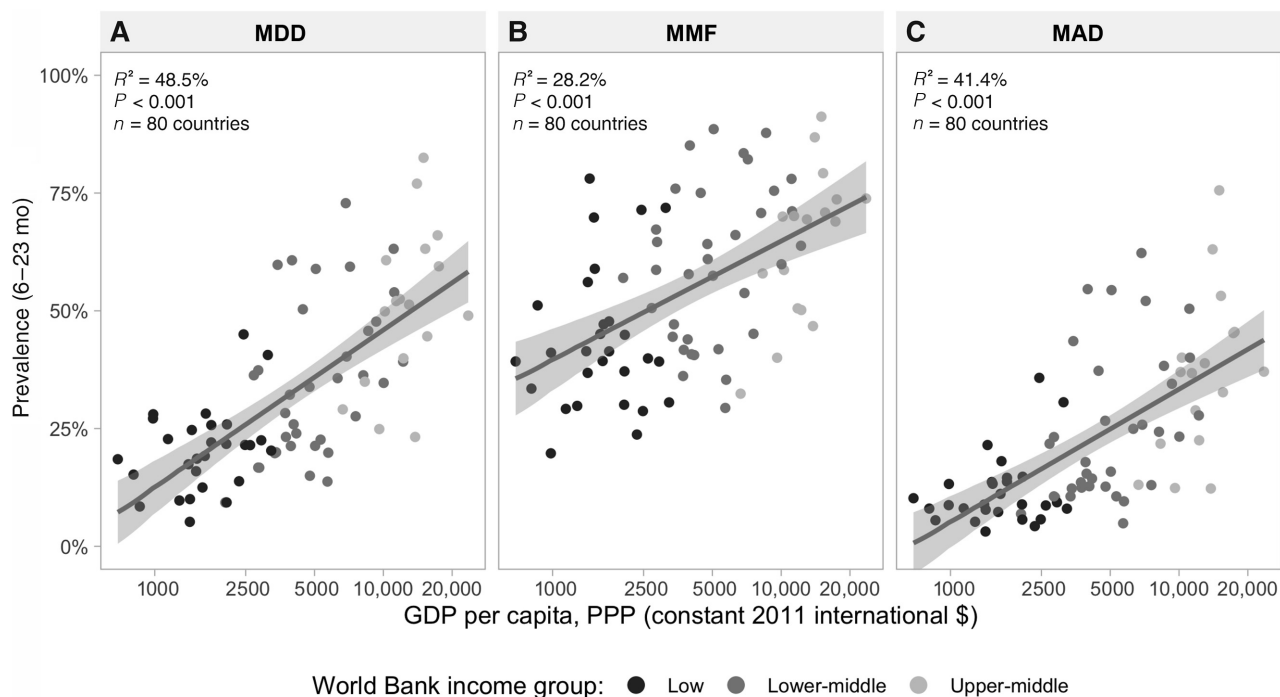 A MDD
B MMF
C MAD
R² = 48.5%
P < 0.001
n = 80 countries
R² = 28.2%
P < 0.001
n = 80 countries
R² = 41.4%
P < 0.001
n = 80 countries
Prevalence (6–23 mo)
100%
75%
50%
25%
0%
1000 2500 5000 10,000 20,000
1000 2500 5000 10,000 20,000
1000 2500 5000 10,000 20,000
GDP per capita, PPP (constant 2011 international $)
World Bank income group: Low Lower-middle Upper-middle